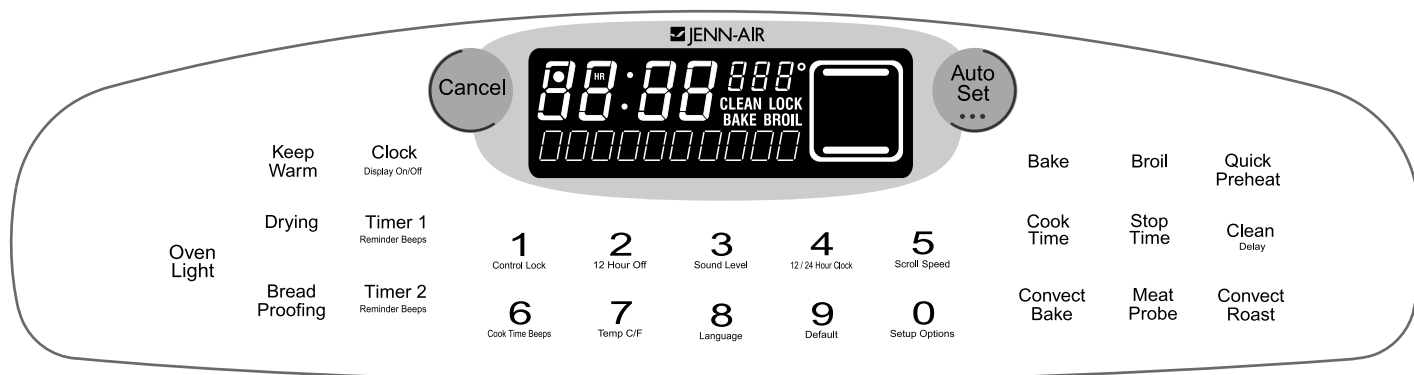 JENN-AIR
Cancel
88:88
HR
888°
CLEAN LOCK
BAKE BROIL
0000000000
Auto
Set
Oven
Light
Keep
Warm
Clock
Display On/Off
Drying
Timer 1
Reminder Beeps
Bread
Proofing
Timer 2
Reminder Beeps
1
Control Lock
2
12 Hour Off
3
Sound Level
4
12 / 24 Hour Clock
5
Scroll Speed
6
Cook Time Beeps
7
Temp C/F
8
Language
9
Default
0
Setup Options
Bake
Broil
Quick
Preheat
Cook
Time
Stop
Time
Clean
Delay
Convect
Bake
Meat
Probe
Convect
Roast